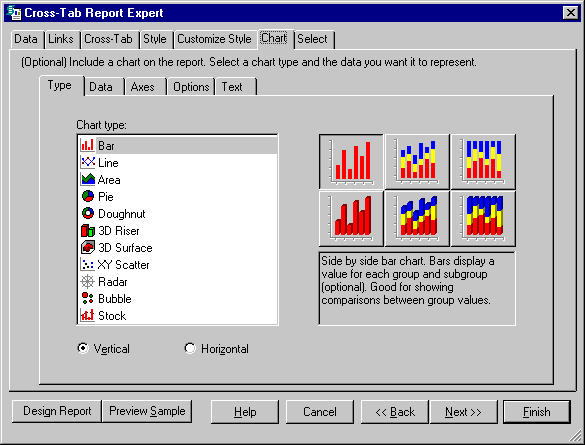 Cross-Tab Report Expert
Data Links Cross-Tab Style Customize Style Chart Select
(Optional) Include a chart on the report. Select a chart type and the data you want it to represent.
Type Data Axes Options Text
Chart type:
Bar
Line
Area
Pie
Doughnut
3D Riser
3D Surface
XY Scatter
Radar
Bubble
Stock
Side by side bar chart. Bars display a
value for each group and subgroup
(optional). Good for showing
comparisons between group values.
Vertical Horizontal
Design Report Preview Sample Help Cancel << Back Next >> Finish